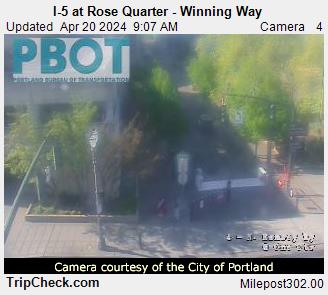 I-5 at Rose Quarter - Winning Way
Updated Apr 20 2024 9:07 AM Camera 4
PBOT
PORTLAND BUREAU OF TRANSPORTATION
Camera courtesy of the City of Portland
TripCheck.com Milepost302.00